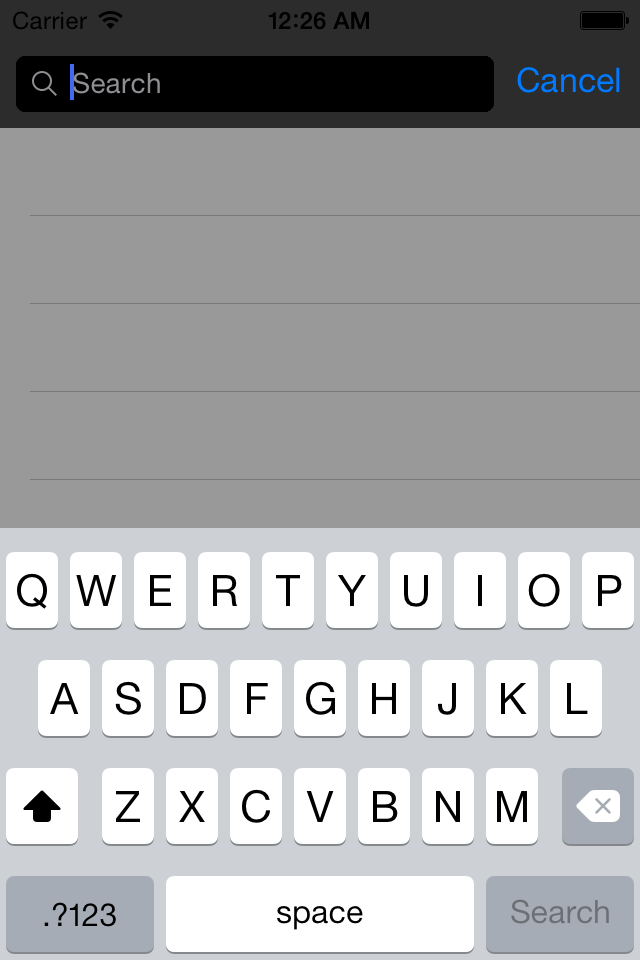 Carrier 12:26 AM
Search Cancel
Q W E R T Y U I O P
A S D F G H J K L
Z X C V B N M
.?123 space Search